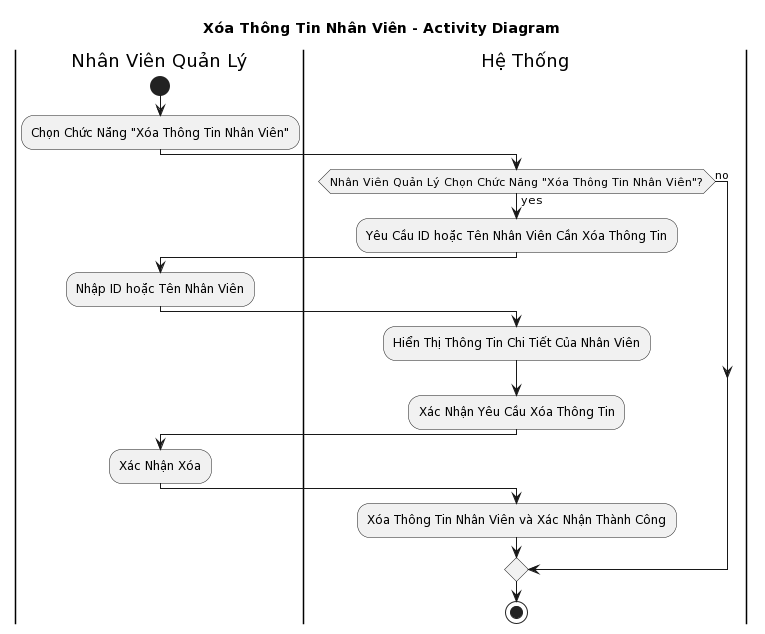 Xóa Thông Tin Nhân Viên - Activity Diagram
Nhân Viên Quản Lý
Hệ Thống
Chọn Chức Năng "Xóa Thông Tin Nhân Viên"
Nhân Viên Quản Lý Chọn Chức Năng "Xóa Thông Tin Nhân Viên"?
no
yes
Yêu Cầu ID hoặc Tên Nhân Viên Cần Xóa Thông Tin
Nhập ID hoặc Tên Nhân Viên
Hiển Thị Thông Tin Chi Tiết Của Nhân Viên
Xác Nhận Yêu Cầu Xóa Thông Tin
Xác Nhận Xóa
Xóa Thông Tin Nhân Viên và Xác Nhận Thành Công